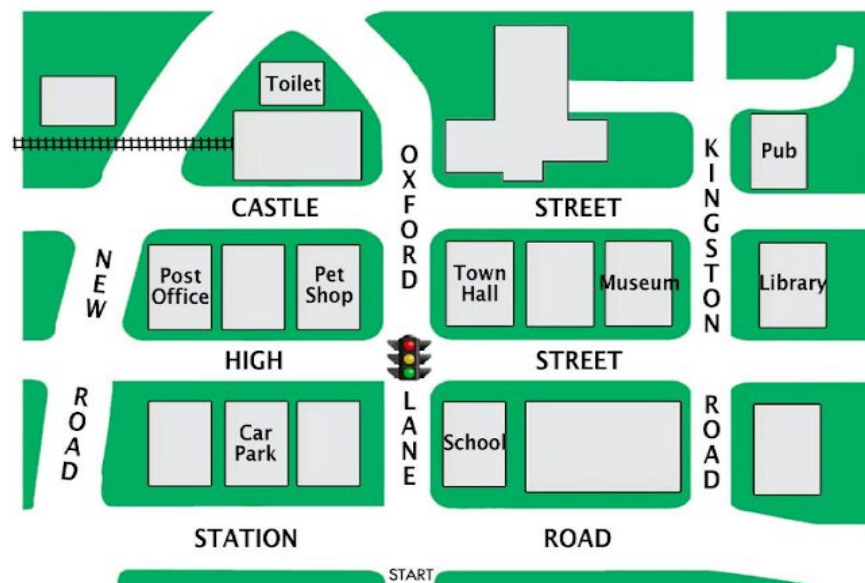 Toilet
Pub
OXFORD
CASTLE STREET
KINGSTON
NEW
Post
Office
Pet
Shop
Town
Hall
Museum
Library
HIGH STREET
ROAD
Car
Park
LANE
School
ROAD
STATION ROAD
START